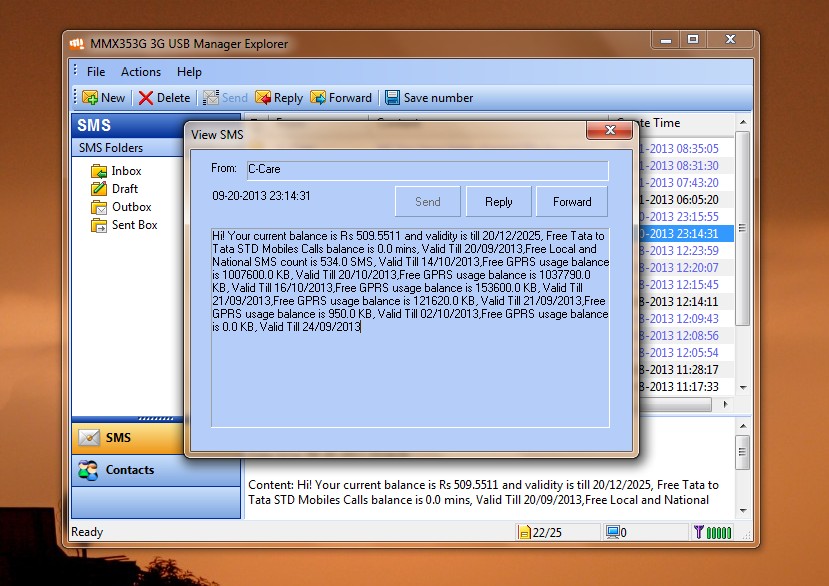 MMX353G 3G USB Manager Explorer
File Actions Help
New Delete Send Reply Forward Save number
SMS
SMS Folders
Inbox
Draft
Outbox
Sent Box
SMS
Contacts
View SMS
From: C-Care
09-20-2013 23:14:31
Send Reply Forward
Hi! Your current balance is Rs 509.5511 and validity is till 20/12/2025, Free Tata to
Tata STD Mobiles Calls balance is 0.0 mins, Valid Till 20/09/2013,Free Local and
National SMS count is 534.0 SMS, Valid Till 14/10/2013,Free GPRS usage balance
is 1007600.0 KB, Valid Till 20/10/2013,Free GPRS usage balance is 1037790.0
KB, Valid Till 16/10/2013,Free GPRS usage balance is 153600.0 KB, Valid Till
21/09/2013,Free GPRS usage balance is 121620.0 KB, Valid Till 21/09/2013,Free
GPRS usage balance is 950.0 KB, Valid Till 02/10/2013,Free GPRS usage balance
is 0.0 KB, Valid Till 24/09/2013
Time
1-2013 08:35:05
1-2013 08:31:30
1-2013 07:43:20
1-2013 06:05:20
0-2013 23:15:55
0-2013 23:14:31
8-2013 12:23:59
8-2013 12:20:07
8-2013 12:15:45
8-2013 12:14:11
8-2013 12:09:43
8-2013 12:08:56
8-2013 12:05:54
8-2013 11:28:17
8-2013 11:17:33
Content: Hi! Your current balance is Rs 509.5511 and validity is till 20/12/2025, Free Tata to
Tata STD Mobiles Calls balance is 0.0 mins, Valid Till 20/09/2013,Free Local and National
Ready 22/25 0